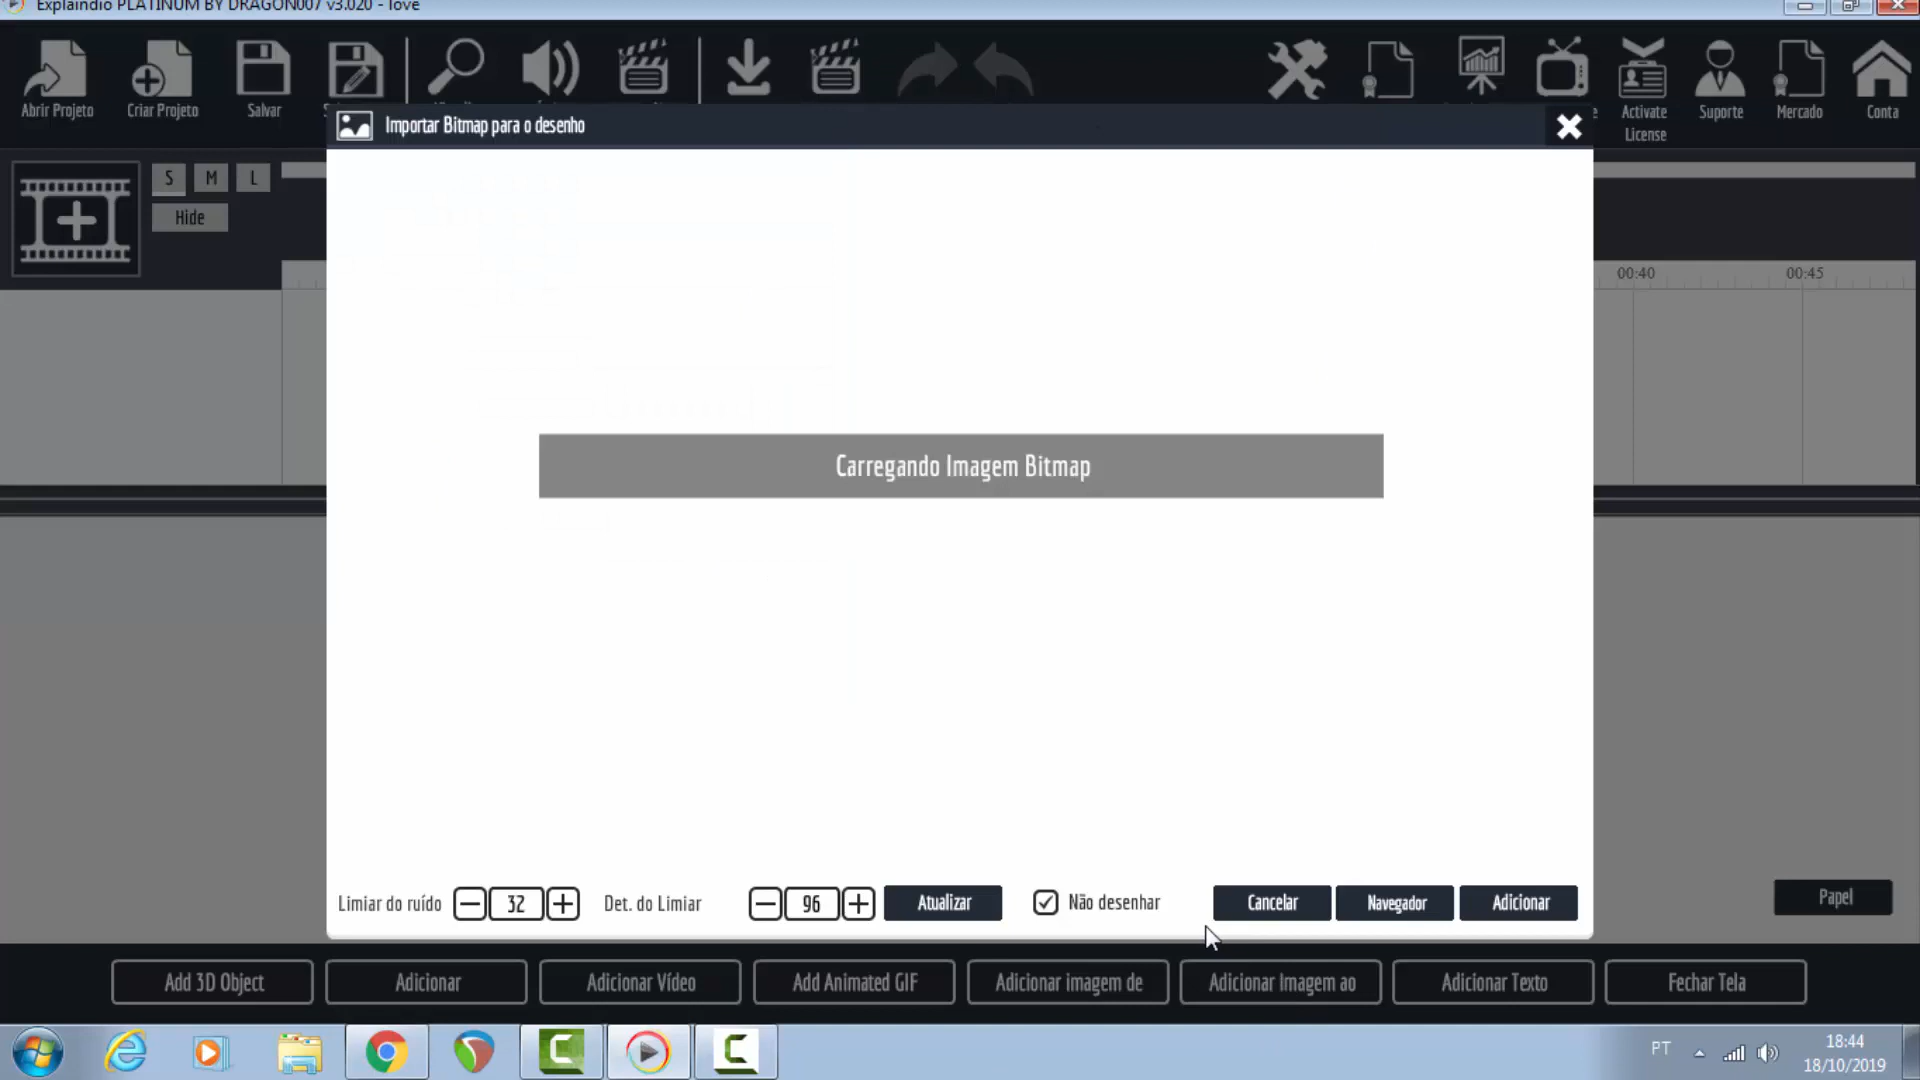 Explaindio PLATINUM BY DRAGON007 v3.020 - love
Abrir Projeto
Criar Projeto
Salvar
Activate
License
Suporte
Mercado
Conta
Importar Bitmap para o desenho
S
M
L
Hide
00:40
00:45
Carregando Imagem Bitmap
Limiar do ruído
32
Det. do Limiar
96
Atualizar
Não desenhar
Cancelar
Navegador
Adicionar
Papel
Add 3D Object
Adicionar
Adicionar Vídeo
Add Animated GIF
Adicionar imagem de
Adicionar Imagem ao
Adicionar Texto
Fechar Tela
PT
18:44
18/10/2019